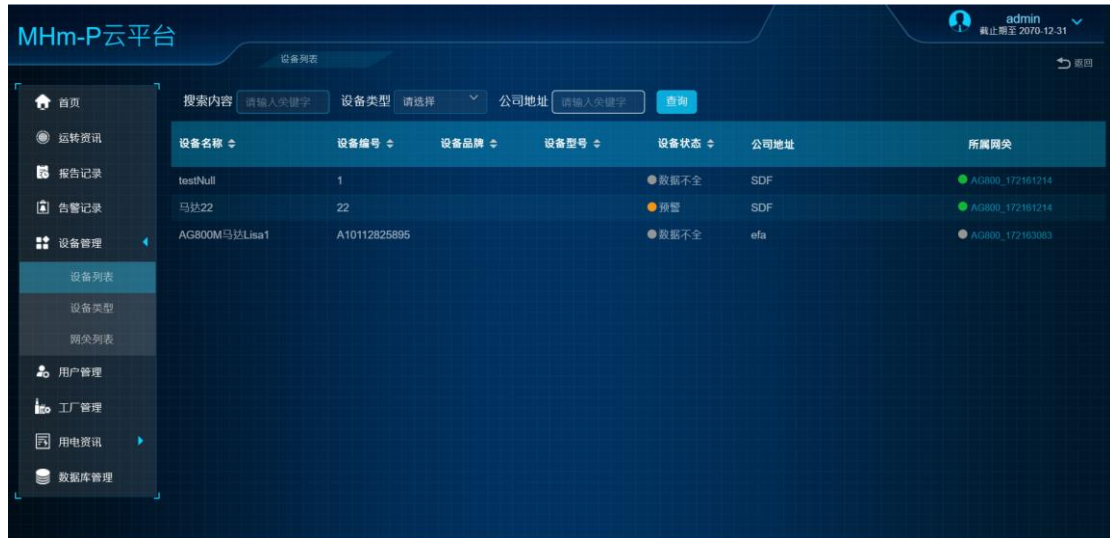 MHm-P云平台
admin
截止期至 2070-12-31
设备列表
返回
首页
运转资讯
报告记录
告警记录
设备管理
设备列表
设备类型
网关列表
用户管理
工厂管理
用电资讯
数据库管理
搜索内容 请输入关键字 设备类型 请选择 公司地址 请输入关键字 查询
设备名称 设备编号 设备品牌 设备型号 设备状态 公司地址 所属网关
testNull 1 数据不全 SDF AG800_172161214
马达22 22 预警 SDF AG800_172161214
AG800M马达Lisa1 A10112825895 数据不全 efa AG800_172163083